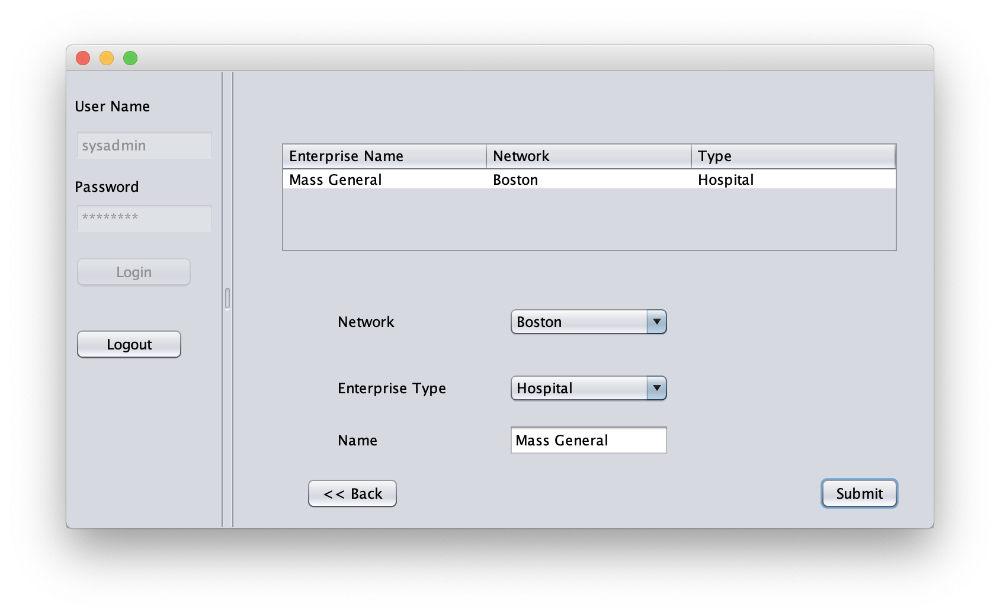 User Name
sysadmin
Password
********
Login
Logout
Enterprise Name Network Type
Mass General Boston Hospital
Network Boston
Enterprise Type Hospital
Name Mass General
<< Back Submit